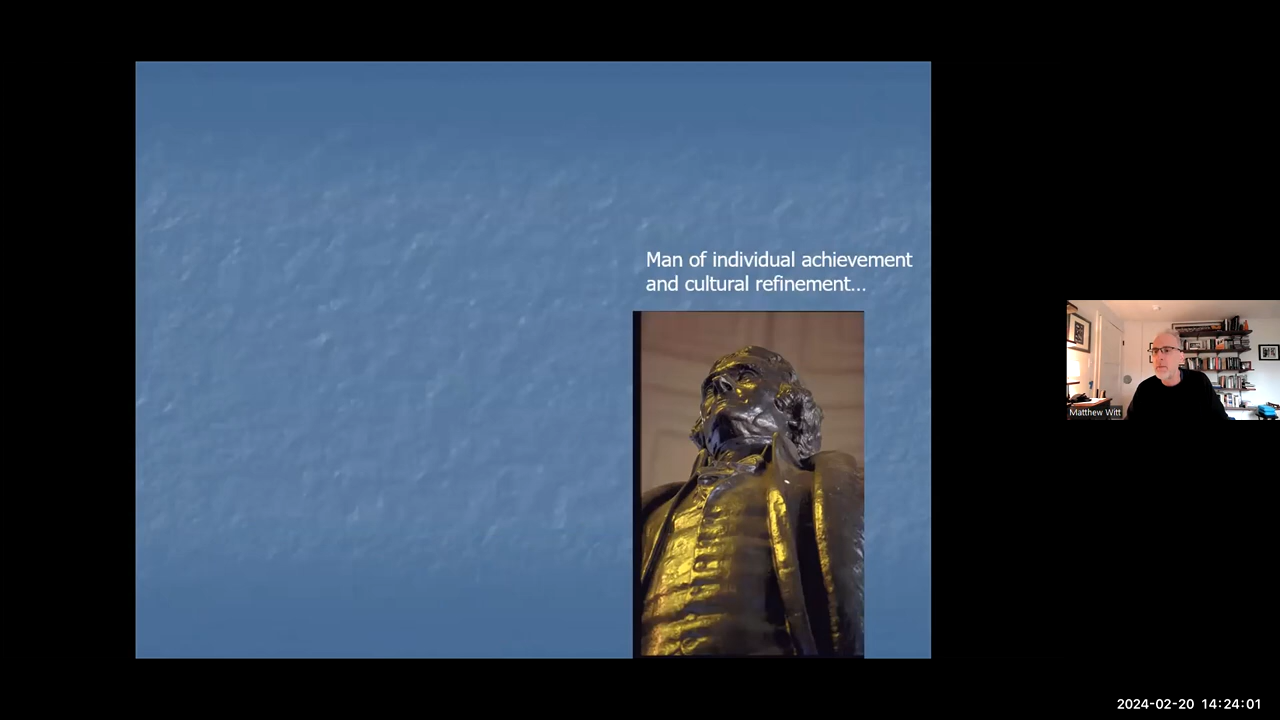 Man of individual achievement
and cultural refinement...
Matthew Witt
2024-02-20 14:24:01